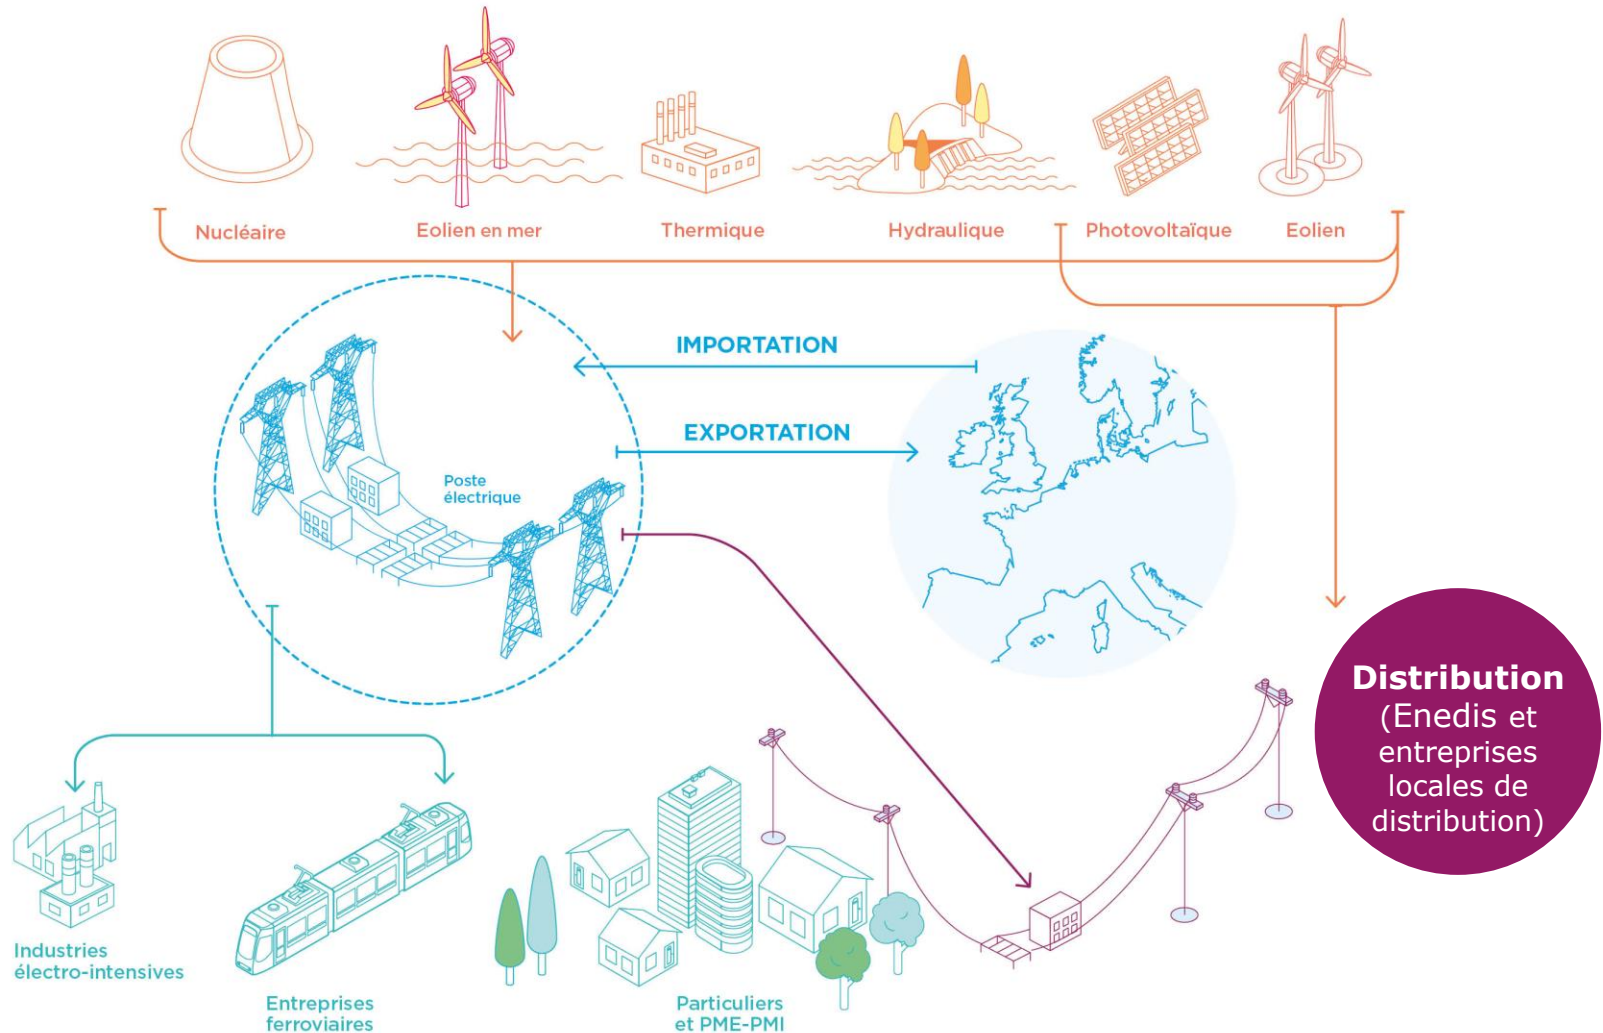 Nucléaire
Eolien en mer
Thermique
Hydraulique
Photovoltaïque
Eolien
IMPORTATION
EXPORTATION
Poste
électrique
Distribution
(Enedis et
entreprises
locales de
distribution)
Industries
électro-intensives
Entreprises
ferroviaires
Particuliers
et PME-PMI